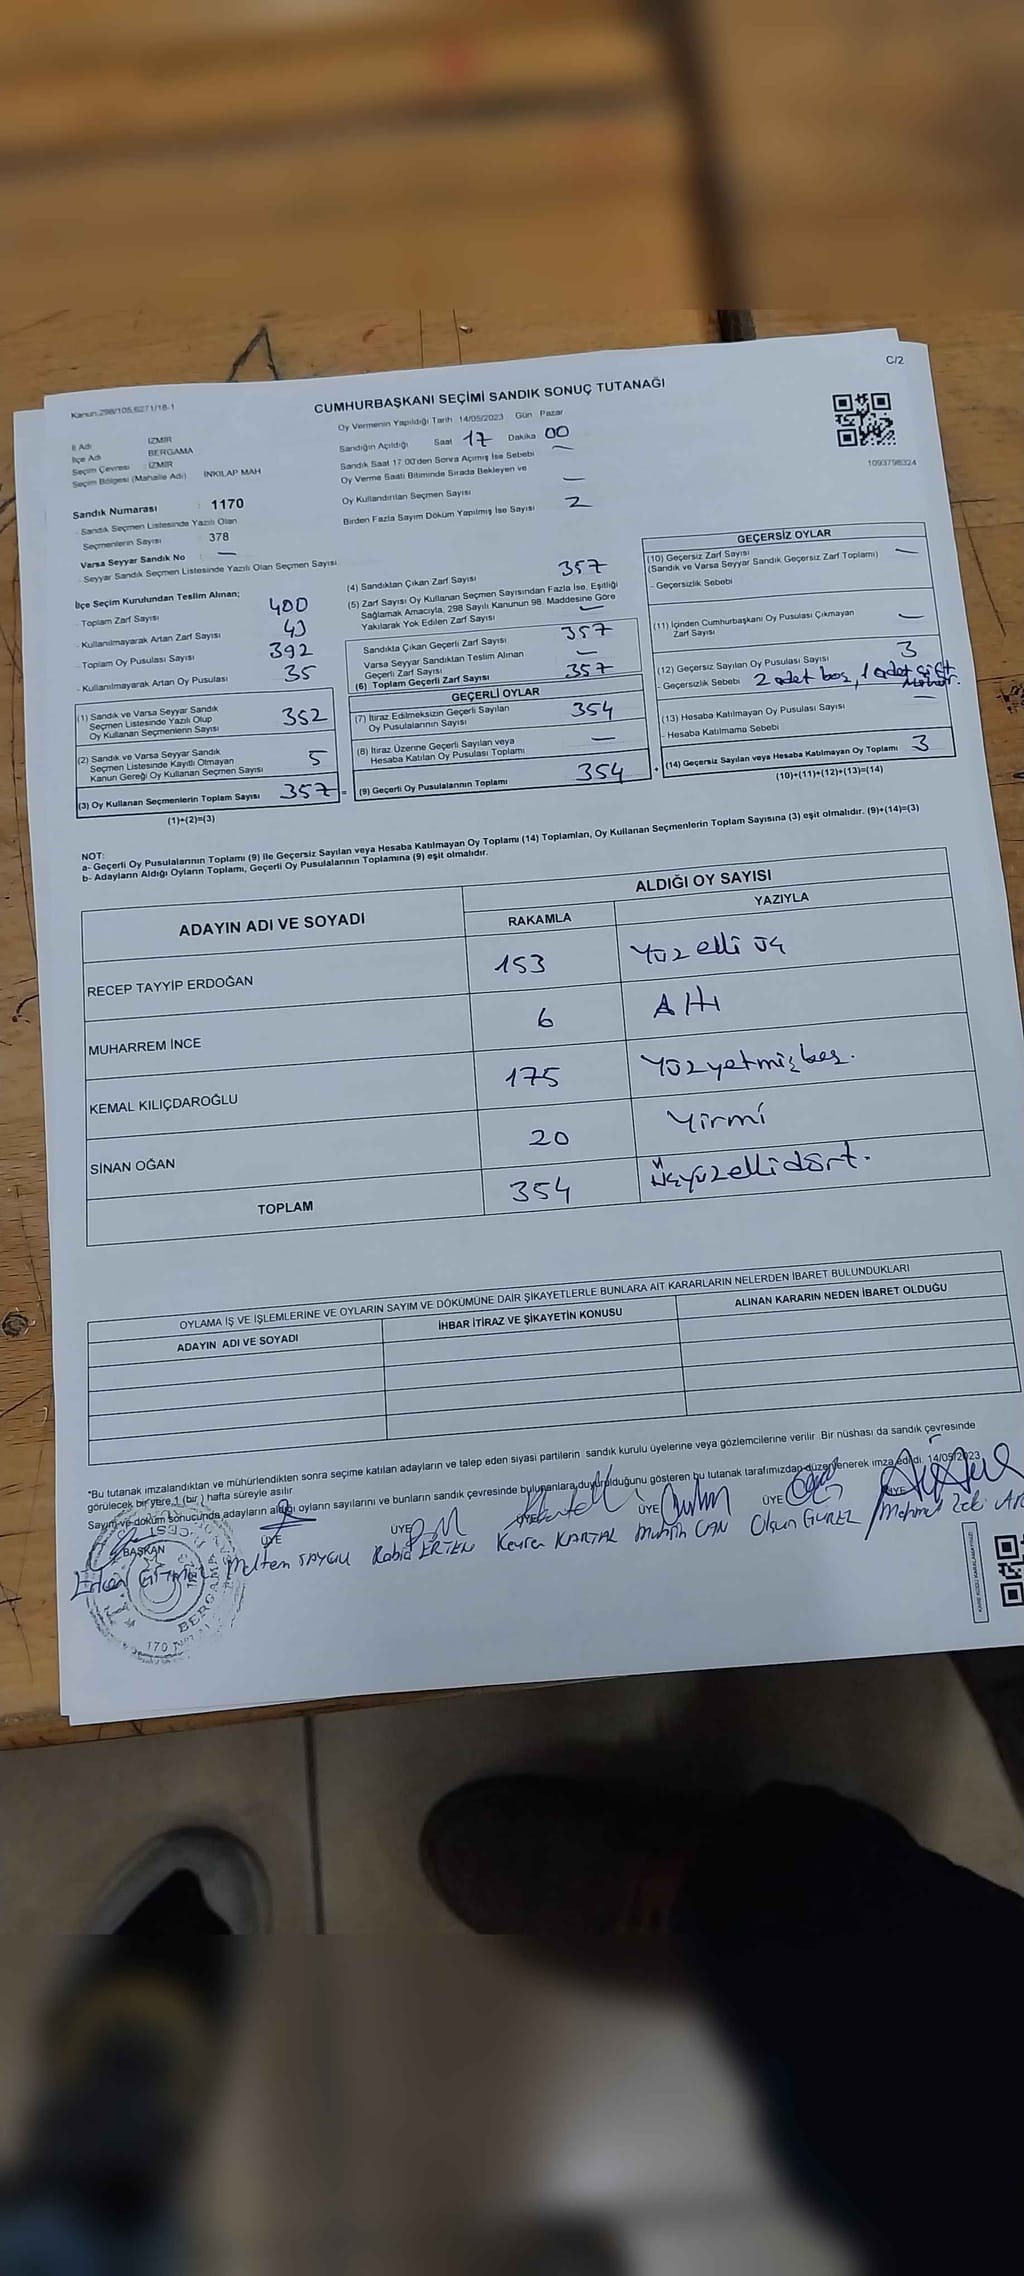 C/2
Kanun,298/105,6271/18-1
CUMHURBAŞKANI SEÇİMİ SANDIK SONUÇ TUTANAĞI
İl Adı İZMİR
İlçe Adı BERGAMA
Seçim Çevresi : İZMİR
Seçim Bölgesi (Mahalle Adı) INKILAP MAH
Sandık Numarası : 1170
- Sandık Seçmen Listesinde Yazılı Olan
Seçmenlerin Sayısı 378
Varsa Seyyar Sandık No : —
- Seyyar Sandık Seçmen Listesinde Yazılı Olan Seçmen Sayısı
Oy Vermenin Yapıldığı Tarih 14/05/2023 Gün Pazar
Sandığın Açıldığı Saat 17 Dakika 00
Sandık Saat 17:00'den Sonra Açımış İse Sebebi —
Oy Verme Saati Bitiminde Sırada Bekleyen ve
Oy Kullandırılan Seçmen Sayısı —
Birden Fazla Sayım Döküm Yapılmış İse Sayısı 2
1093798324
İlçe Seçim Kurulundan Teslim Alınan;
- Toplam Zarf Sayısı 400
- Kullanılmayarak Artan Zarf Sayısı 43
- Toplam Oy Pusulası Sayısı 392
- Kullanılmayarak Artan Oy Pusulası 35
(1) Sandık ve Varsa Seyyar Sandık
Seçmen Listesinde Yazılı Olup
Oy Kullanan Seçmenlerin Sayısı 352
(2) Sandık ve Varsa Seyyar Sandık
Seçmen Listesinde Kayıtlı Olmayan
Kanun Gereği Oy Kullanan Seçmen Sayısı 5
(3) Oy Kullanan Seçmenlerin Toplam Sayısı 357 =
(1)+(2)=(3)
(4) Sandıktan Çıkan Zarf Sayısı 357
(5) Zarf Sayısı Oy Kullanan Seçmen Sayısından Fazla İse, Eşitliği
Sağlamak Amacıyla, 298 Sayılı Kanunun 98. Maddesine Göre
Yakılarak Yok Edilen Zarf Sayısı —
Sandıkta Çıkan Geçerli Zarf Sayısı 357
Varsa Seyyar Sandıktan Teslim Alınan
Geçerli Zarf Sayısı —
(6) Toplam Geçerli Zarf Sayısı 357
GEÇERLİ OYLAR
(7) İtiraz Edilmeksizin Geçerli Sayılan
Oy Pusulalarının Sayısı 354
(8) İtiraz Üzerine Geçerli Sayılan veya
Hesaba Katılan Oy Pusulası Toplamı —
(9) Geçerli Oy Pusulalarının Toplamı 354 +
GEÇERSİZ OYLAR
(10) Geçersiz Zarf Sayısı
(Sandık ve Varsa Seyyar Sandık Geçersiz Zarf Toplamı) —
- Geçersizlik Sebebi
(11) İçinden Cumhurbaşkanı Oy Pusulası Çıkmayan
Zarf Sayısı —
(12) Geçersiz Sayılan Oy Pusulası Sayısı 3
- Geçersizlik Sebebi 2 adet boş, 1 adet çift
mühür.
(13) Hesaba Katılmayan Oy Pusulası Sayısı —
- Hesaba Katılmama Sebebi
(14) Geçersiz Sayılan veya Hesaba Katılmayan Oy Toplamı 3
(10)+(11)+(12)+(13)=(14)
NOT:
a- Geçerli Oy Pusulalarının Toplamı (9) ile Geçersiz Sayılan veya Hesaba Katılmayan Oy Toplamı (14) Toplamları, Oy Kullanan Seçmenlerin Toplam Sayısına (3) eşit olmalıdır. (9)+(14)=(3)
b- Adayların Aldığı Oyların Toplamı, Geçerli Oy Pusulalarının Toplamına (9) eşit olmalıdır.
ADAYIN ADI VE SOYADI
ALDIĞI OY SAYISI
RAKAMLA YAZIYLA
RECEP TAYYİP ERDOĞAN 153 Yüz elli üç
MUHARREM İNCE 6 Altı
KEMAL KILIÇDAROĞLU 175 Yüzyetmişbeş.
SİNAN OĞAN 20 Yirmi
TOPLAM 354 Üçyüzellidört.
OYLAMA İŞ VE İŞLEMLERİNE VE OYLARIN SAYIM VE DÖKÜMÜNE DAİR ŞİKAYETLERLE BUNLARA AİT KARARLARIN NELERDEN İBARET BULUNDUKLARI
ADAYIN ADI VE SOYADI İHBAR İTİRAZ VE ŞİKAYETİN KONUSU ALINAN KARARIN NEDEN İBARET OLDUĞU
*Bu tutanak imzalandıktan ve mühürlendikten sonra seçime katılan adayların ve talep eden siyasi partilerin sandık kurulu üyelerine veya gözlemcilerine verilir. Bir nüshası da sandık çevresinde
görülecek bir yere 1 (bir) hafta süreyle asılır.
Sayım ve döküm sonucunda adayların aldığı oyların sayılarını ve bunların sandık çevresinde bulunanlara duyurulduğunu gösteren bu tutanak tarafımızdan düzenlenerek imza edildi. 14/05/2023
BAŞKAN ÜYE ÜYE ÜYE ÜYE ÜYE
Meltem SAYGILI Rabia ERTEN Kevser KARTAL Muhsin CAN Olsun GÜREL Mehmet Zeki
BERGAMA